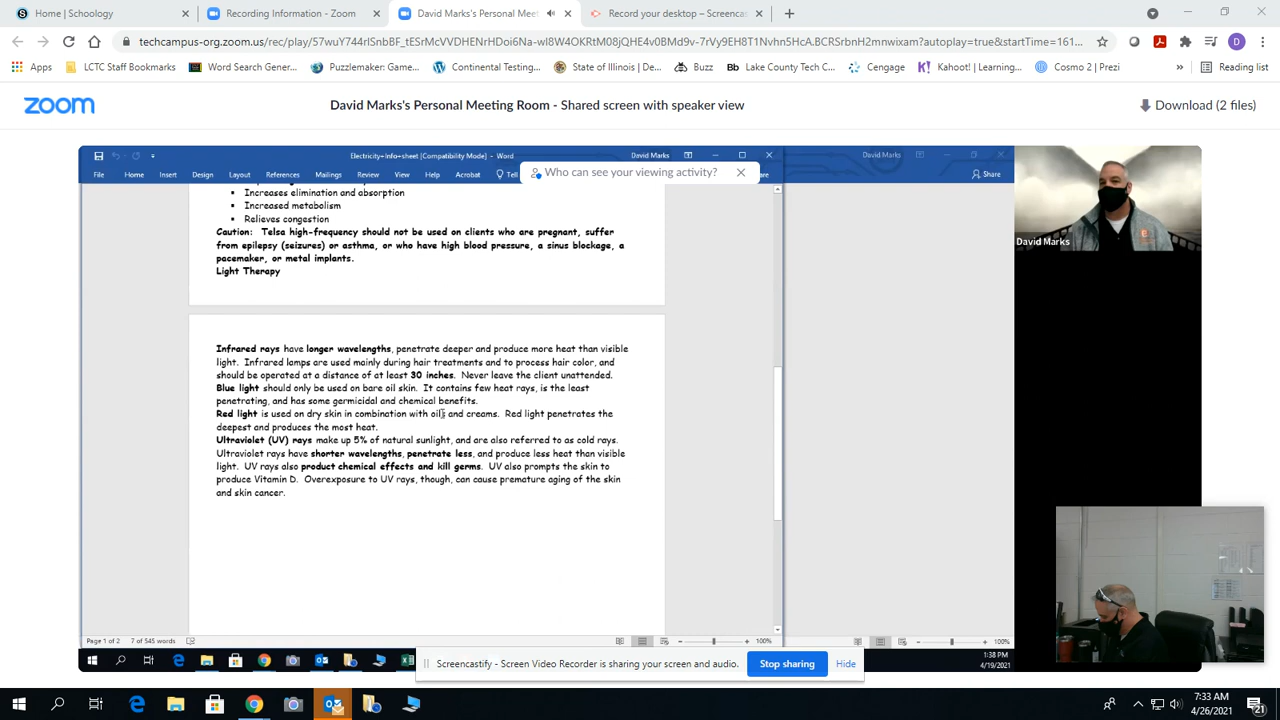 Home | Schoology
Recording Information - Zoom
David Marks's Personal Meet
Record your desktop – Screencas
techcampus-org.zoom.us/rec/play/57wuY744rISnbBF_tESrMcVVDHENrHDoi6Na-wl8W4OKRtM08jQHE4v0BMd9v-7rVy9EH8T1Nvhn5HcA.BCRSrbnH2mnwixam?autoplay=true&startTime=161...
D
Apps
LCTC Staff Bookmarks
Word Search Gener...
Puzzlemaker: Game...
Continental Testing...
State of Illinois | De...
Buzz
Bb Lake County Tech C...
Cengage
Kahoot! | Learning...
Cosmo 2 | Prezi
»
Reading list
zoom
David Marks's Personal Meeting Room - Shared screen with speaker view
Download (2 files)
Electricity+Info+sheet [Compatibility Mode] - Word
David Marks
David Marks
File Home Insert Design Layout References Mailings Review View Help Acrobat Tell
Who can see your viewing activity?
Share
▪ Increases elimination and absorption
▪ Increased metabolism
▪ Relieves congestion
Caution: Telsa high-frequency should not be used on clients who are pregnant, suffer
from epilepsy (seizures) or asthma, or who have high blood pressure, a sinus blockage, a
pacemaker, or metal implants.
Light Therapy
Infrared rays have longer wavelengths, penetrate deeper and produce more heat than visible
light. Infrared lamps are used mainly during hair treatments and to process hair color, and
should be operated at a distance of at least 30 inches. Never leave the client unattended.
Blue light should only be used on bare oil skin. It contains few heat rays, is the least
penetrating, and has some germicidal and chemical benefits.
Red light is used on dry skin in combination with oils and creams. Red light penetrates the
deepest and produces the most heat.
Ultraviolet (UV) rays make up 5% of natural sunlight, and are also referred to as cold rays.
Ultraviolet rays have shorter wavelengths, penetrate less, and produce less heat than visible
light. UV rays also product chemical effects and kill germs. UV also prompts the skin to
produce Vitamin D. Overexposure to UV rays, though, can cause premature aging of the skin
and skin cancer.
David Marks
Page 1 of 2 7 of 545 words
100%
100%
Screencastify - Screen Video Recorder is sharing your screen and audio.
Stop sharing
Hide
1:38 PM
4/19/2021
7:33 AM
4/26/2021
21